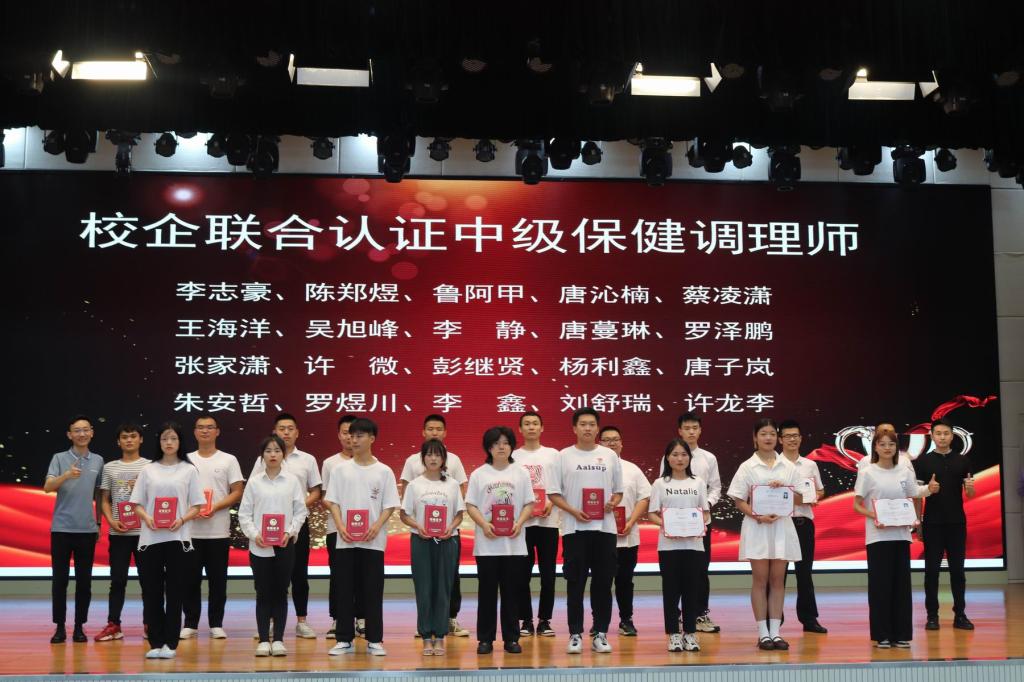 校企联合认证中级保健调理师
李志豪、陈郑煜、鲁阿甲、唐沁楠、蔡凌潇
王海洋、吴旭峰、李　静、唐蔓琳、罗泽鹏
张家潇、许　微、彭继贤、杨利鑫、唐子岚
朱安哲、罗煜川、李　鑫、刘舒瑞、许龙李
Aalsup
Natalie